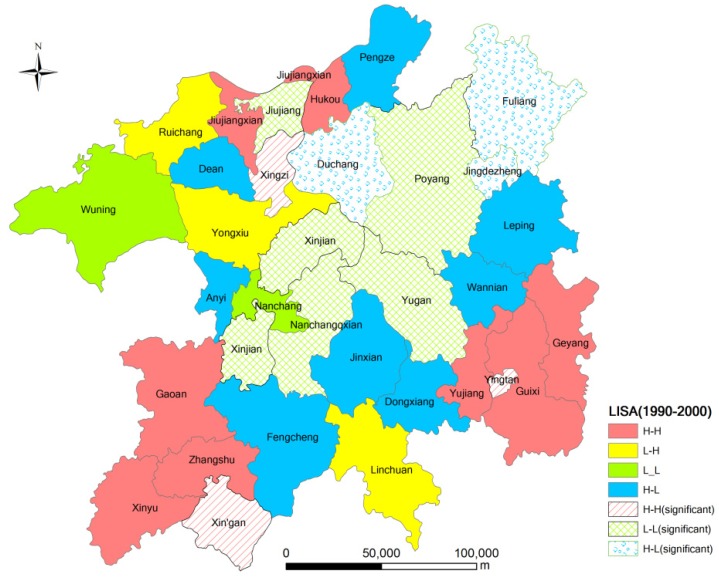 N
Pengze
Jiujiangxian
Hukou
Fuliang
Jiujiang
Jiujiangxian
Ruichang
Duchang
Dean
Xingzi
Jingdezheng
Poyang
Wuning
Leping
Yongxiu
Xinjian
Wannian
Anyi
Yugan
Nanchang
Nanchangqxian
Geyang
Xinjian
Jinxian
Yingtan
Guixi
Yujiang
Gaoan
Dongxiang
LISA(1990-2000)
H-H
Fengcheng
L-H
Zhangshu
L_L
Linchuan
H-L
Xinyu
H-H(significant)
Xin'gan
L-L(significant)
H-L(significant)
0 50,000 100,000
m